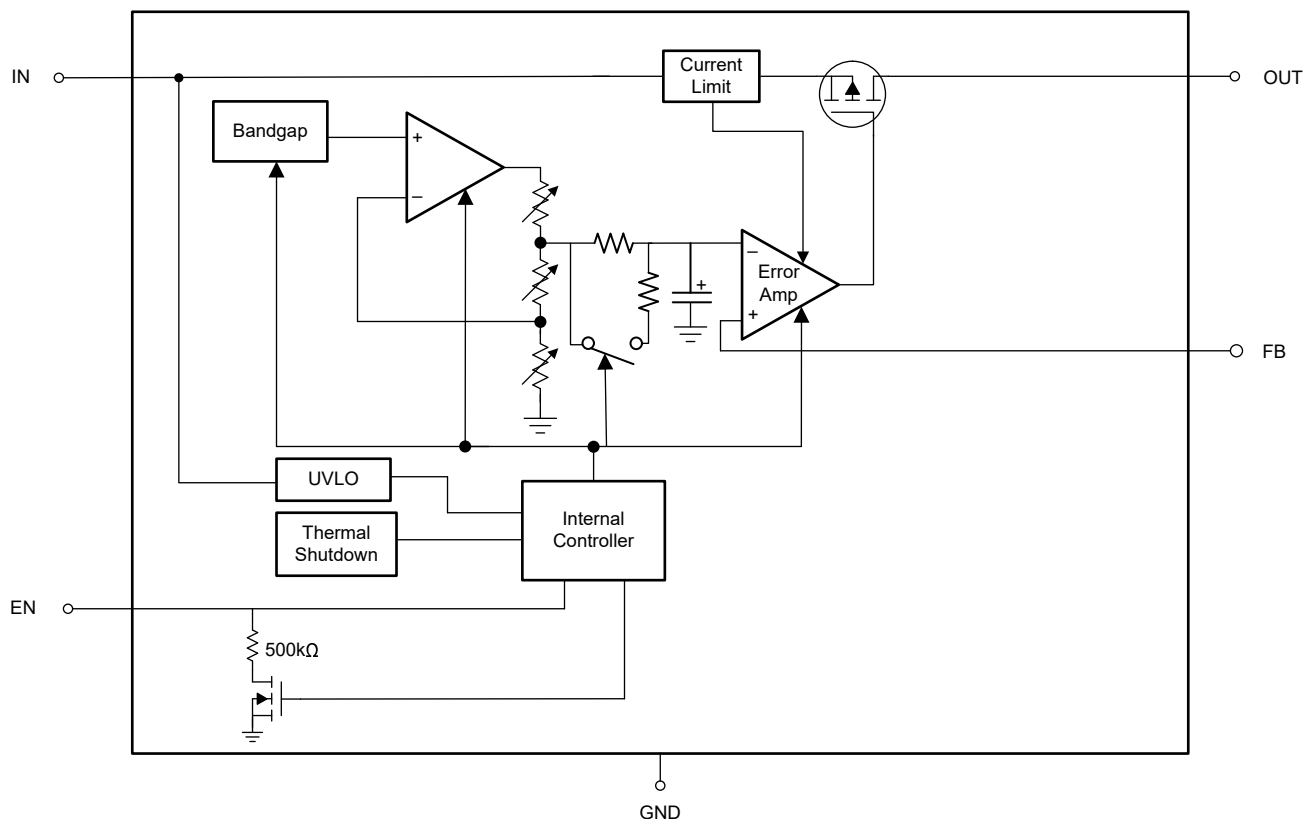 IN
Current
Limit
OUT
Bandgap
+
−
−
Error
Amp
+
+
FB
UVLO
Thermal
Shutdown
Internal
Controller
EN
500kΩ
GND